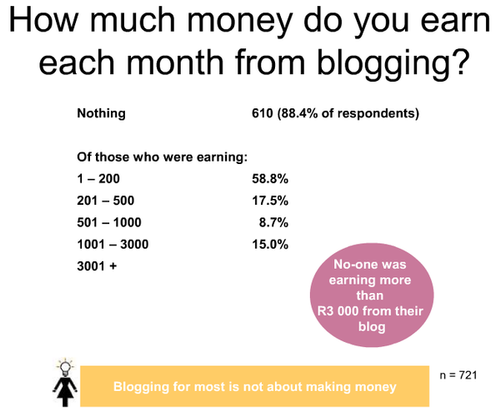 How much money do you earn
each month from blogging?
Nothing 610 (88.4% of respondents)
Of those who were earning:
1 – 200 58.8%
201 – 500 17.5%
501 – 1000 8.7%
1001 – 3000 15.0%
3001 +
No-one was
earning more
than
R3 000 from their
blog
Blogging for most is not about making money
n = 721